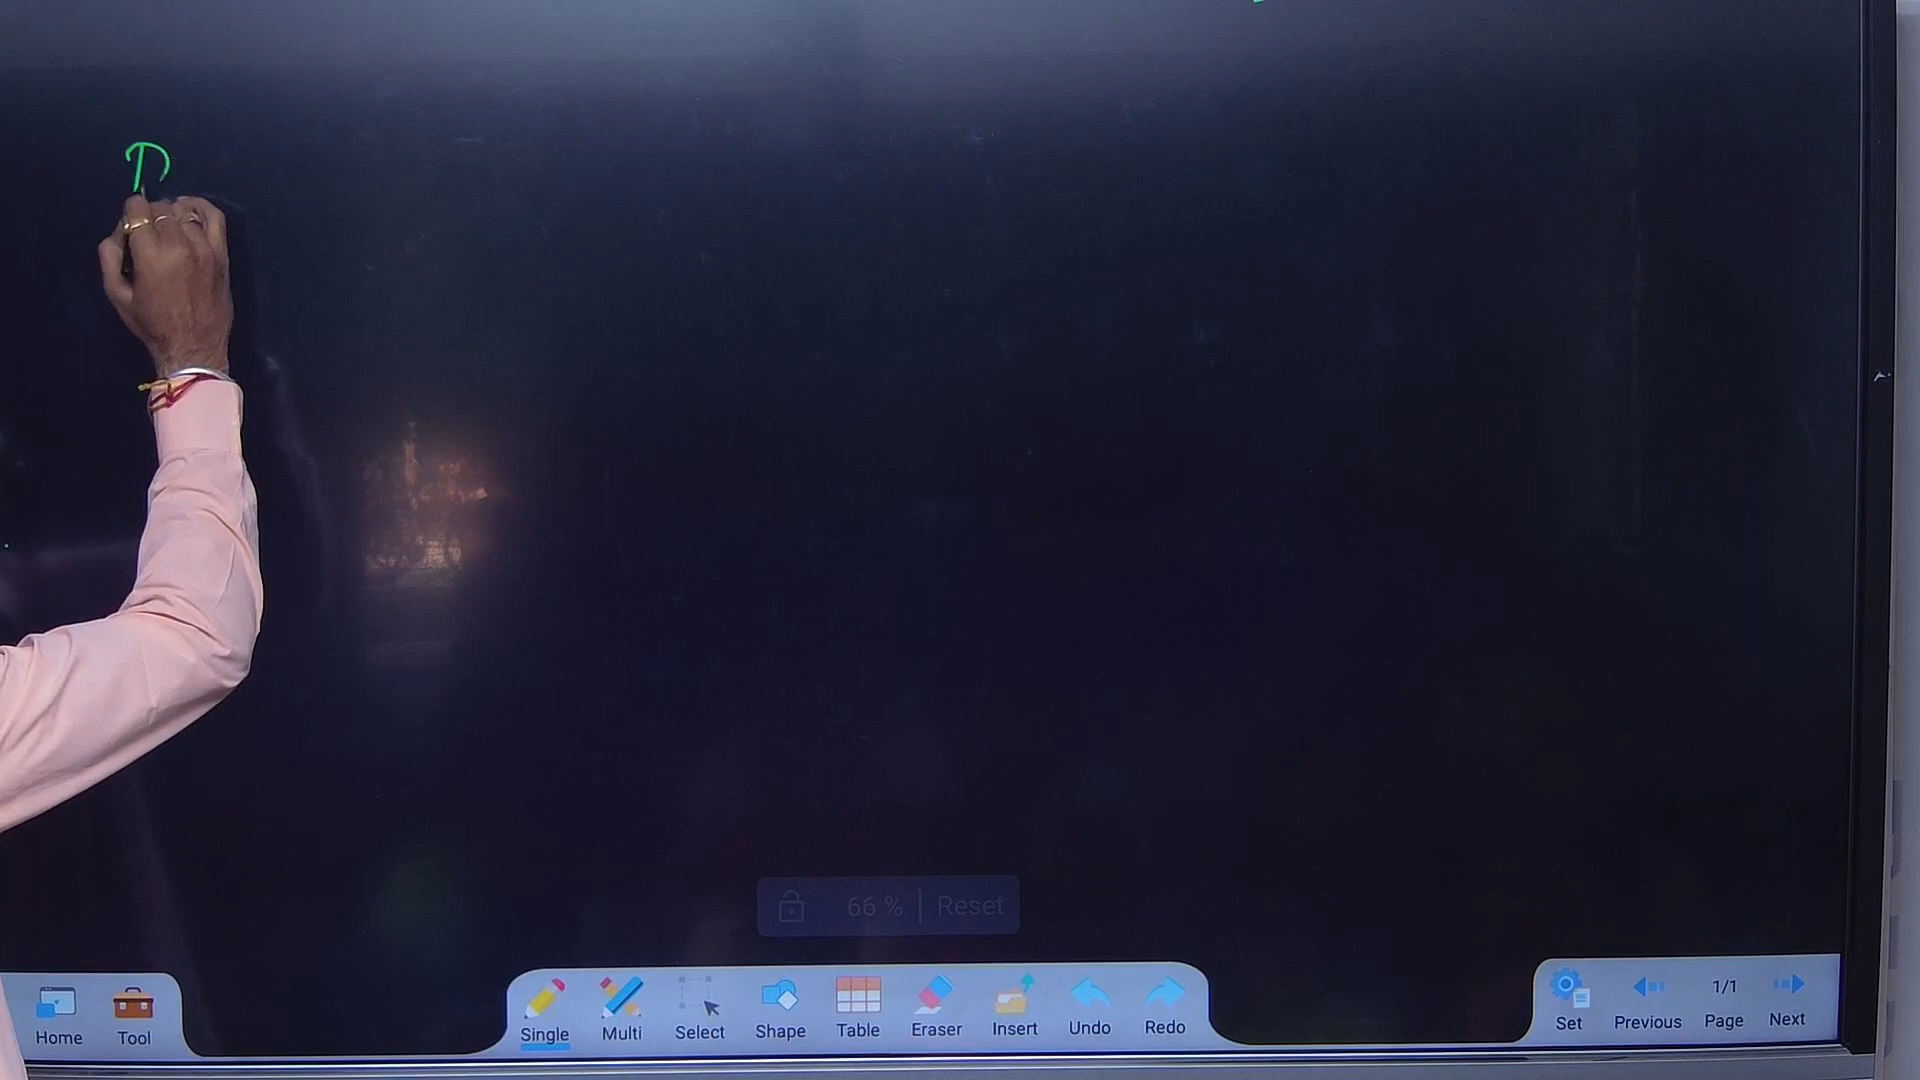 D
66 % | Reset
Home Tool Single Multi Select Shape Table Eraser Insert Undo Redo Set Previous 1/1 Page Next